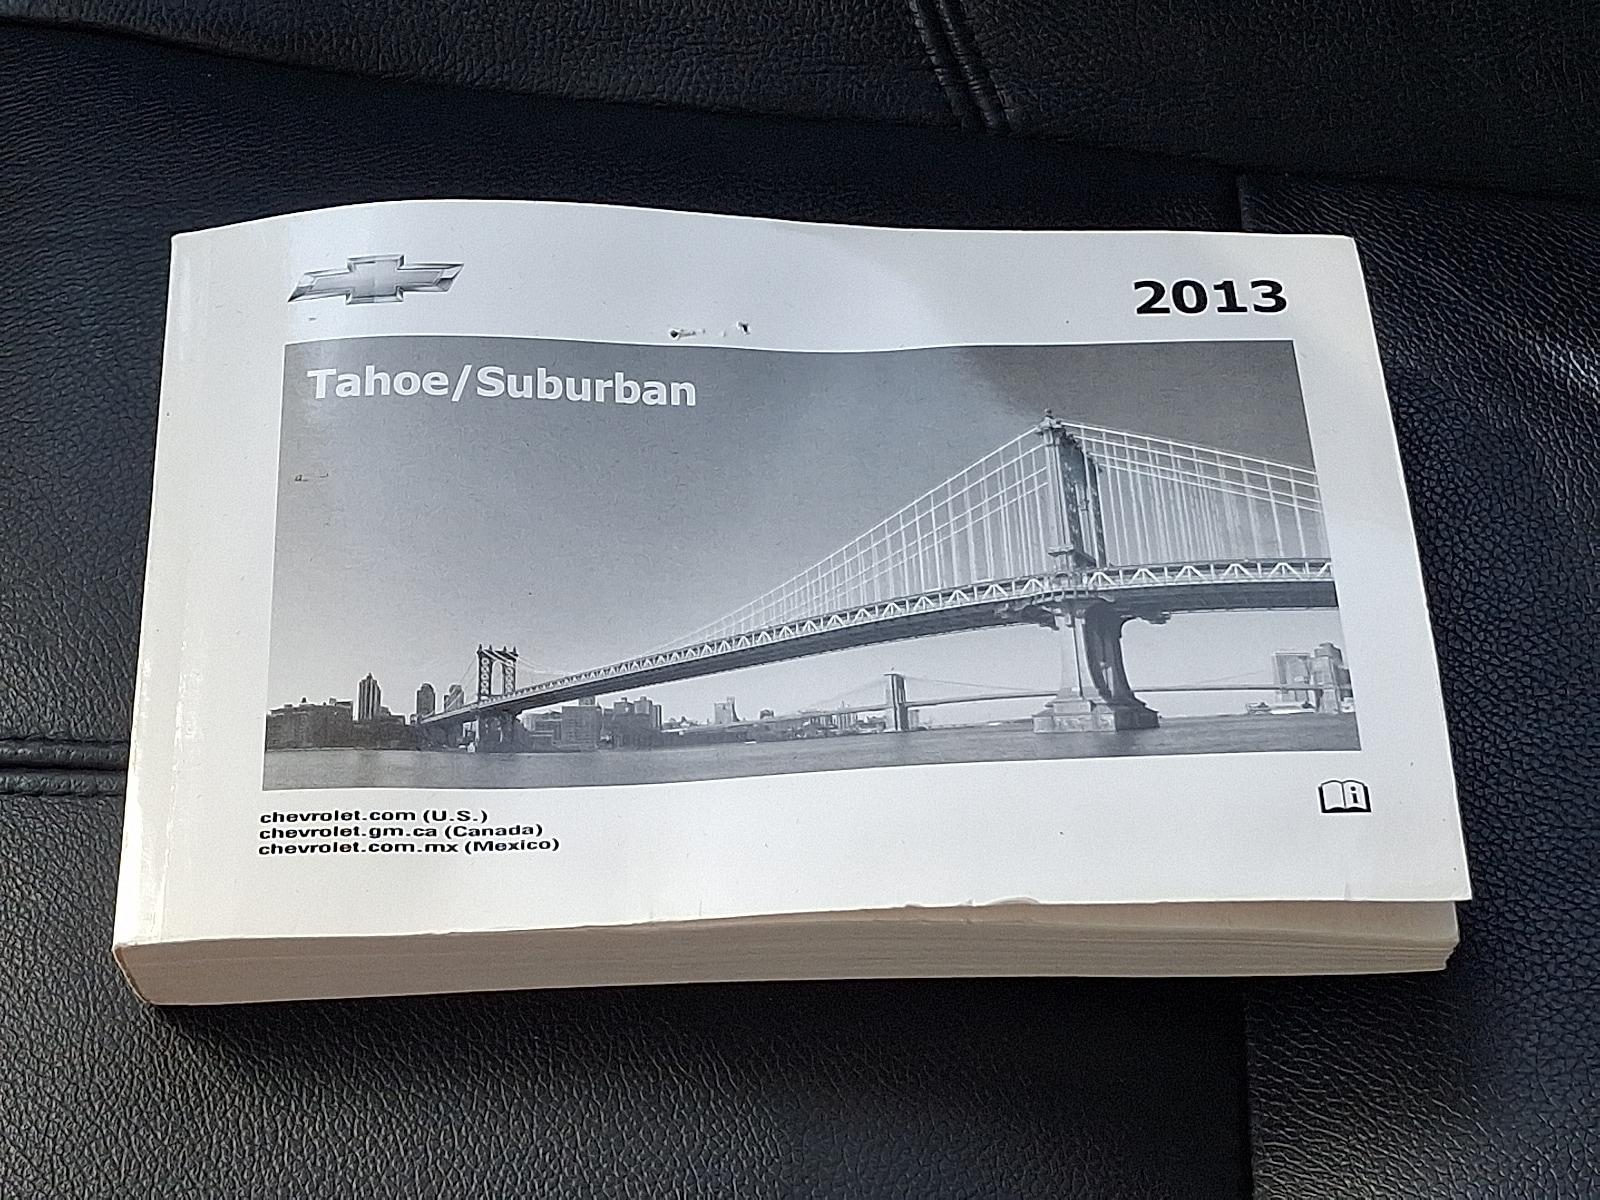 2013
Tahoe/Suburban
chevrolet.com (U.S.)
chevrolet.gm.ca (Canada)
chevrolet.com.mx (Mexico)
i